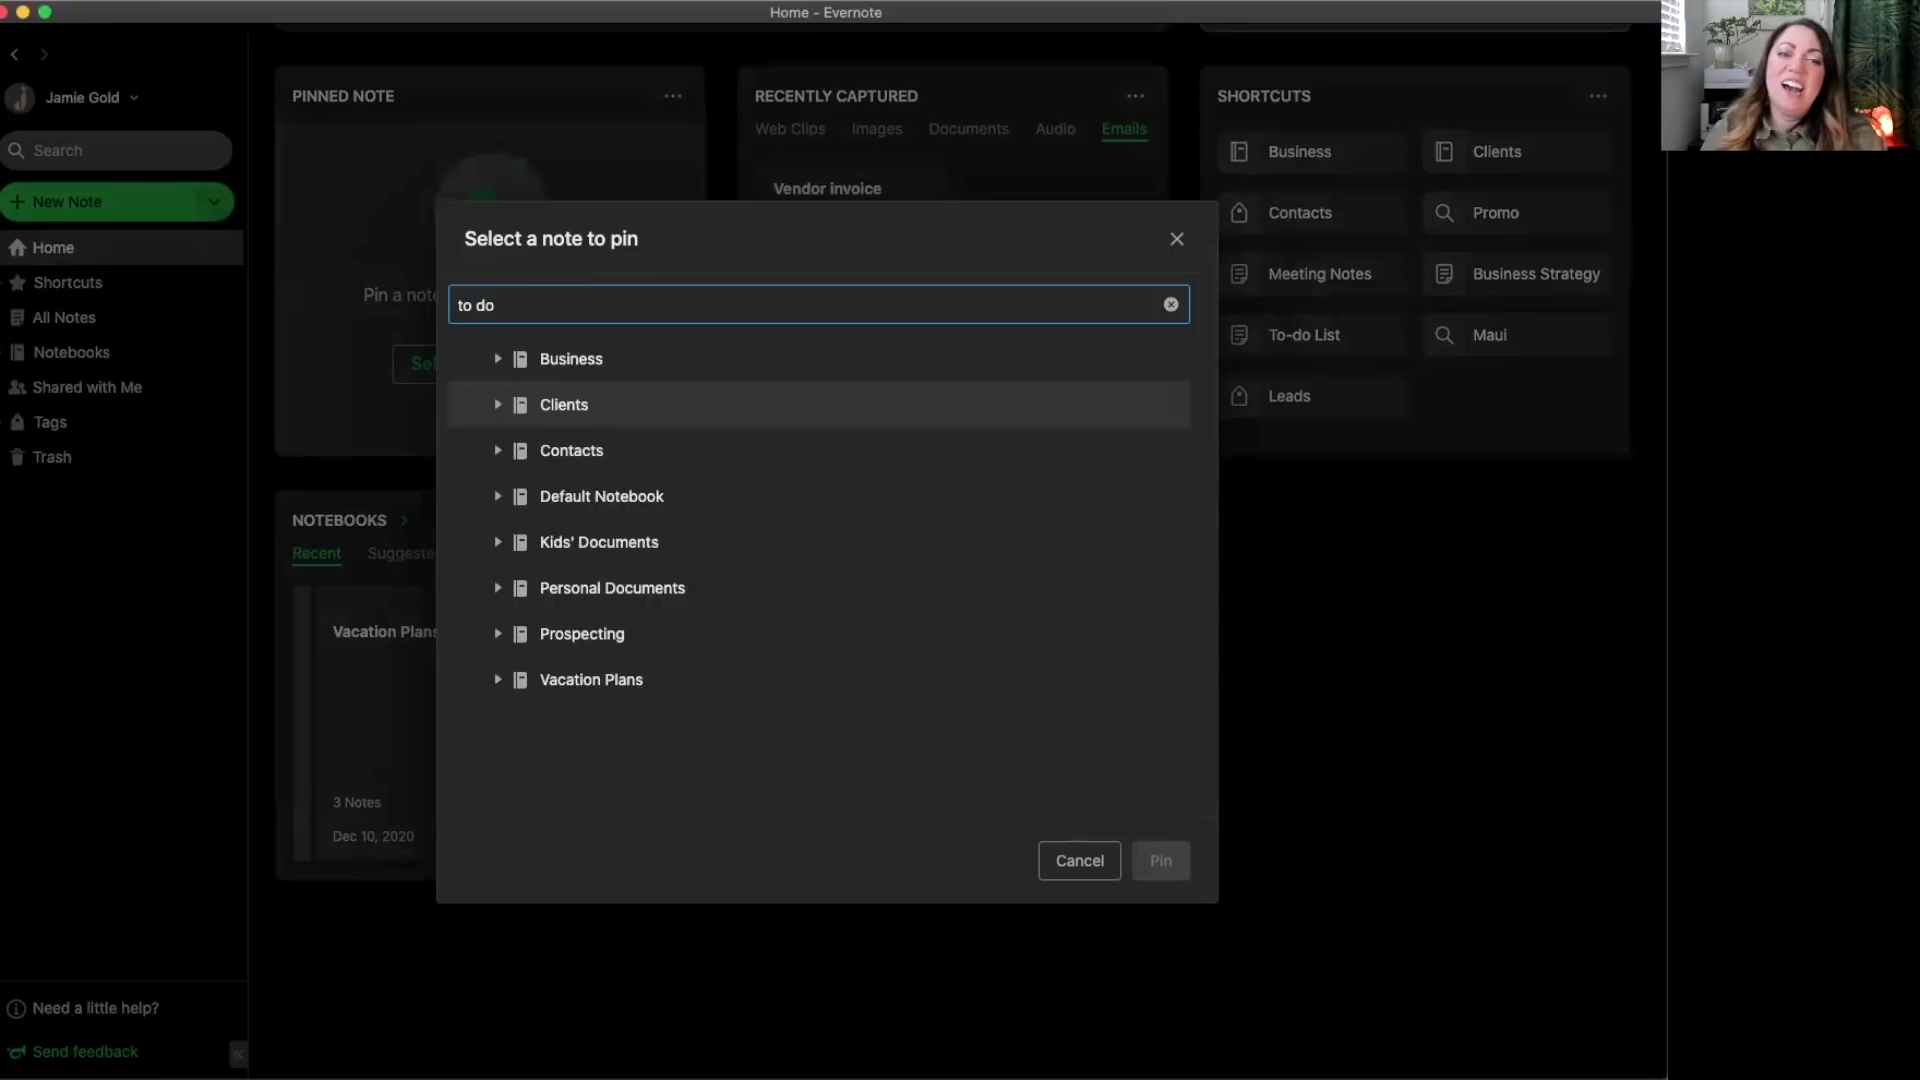 Home - Evernote
Jamie Gold
Search
New Note
Home
Shortcuts
All Notes
Notebooks
Shared with Me
Tags
Trash
Need a little help?
Send feedback
PINNED NOTE
Pin a note
Sel
RECENTLY CAPTURED
Web Clips Images Documents Audio Emails
Vendor invoice
SHORTCUTS
Business
Clients
Contacts
Promo
Meeting Notes
Business Strategy
To-do List
Maui
Leads
NOTEBOOKS
Recent Suggeste
Vacation Plans
3 Notes
Dec 10, 2020
Select a note to pin
to do
Business
Clients
Contacts
Default Notebook
Kids' Documents
Personal Documents
Prospecting
Vacation Plans
Cancel
Pin